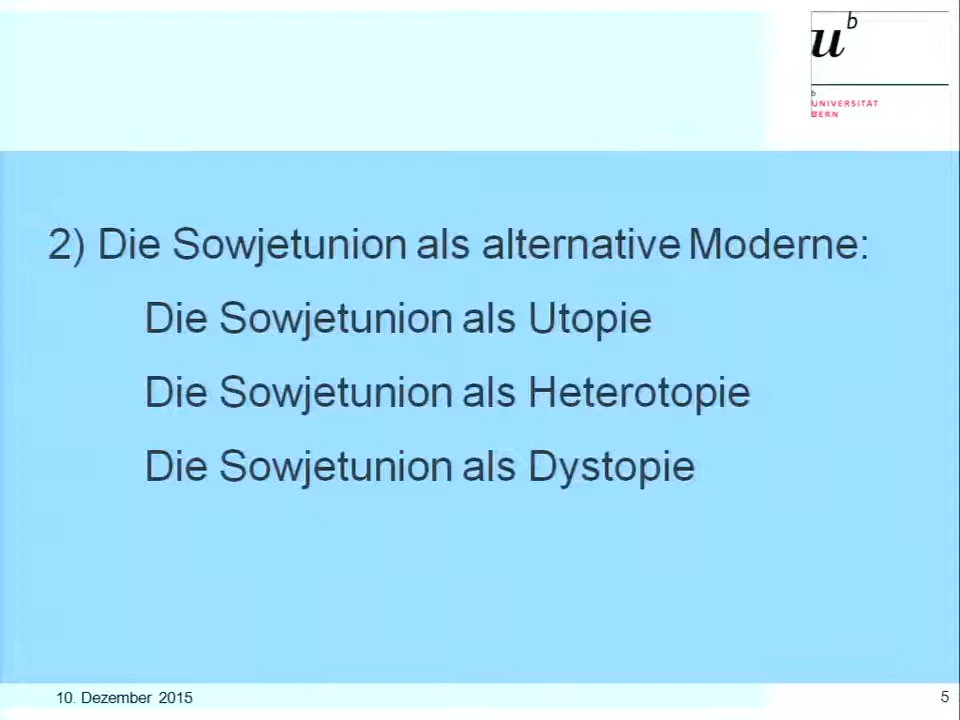 u
b
b
UNIVERSITÄT
BERN
2) Die Sowjetunion als alternative Moderne:
Die Sowjetunion als Utopie
Die Sowjetunion als Heterotopie
Die Sowjetunion als Dystopie
10. Dezember 2015
5